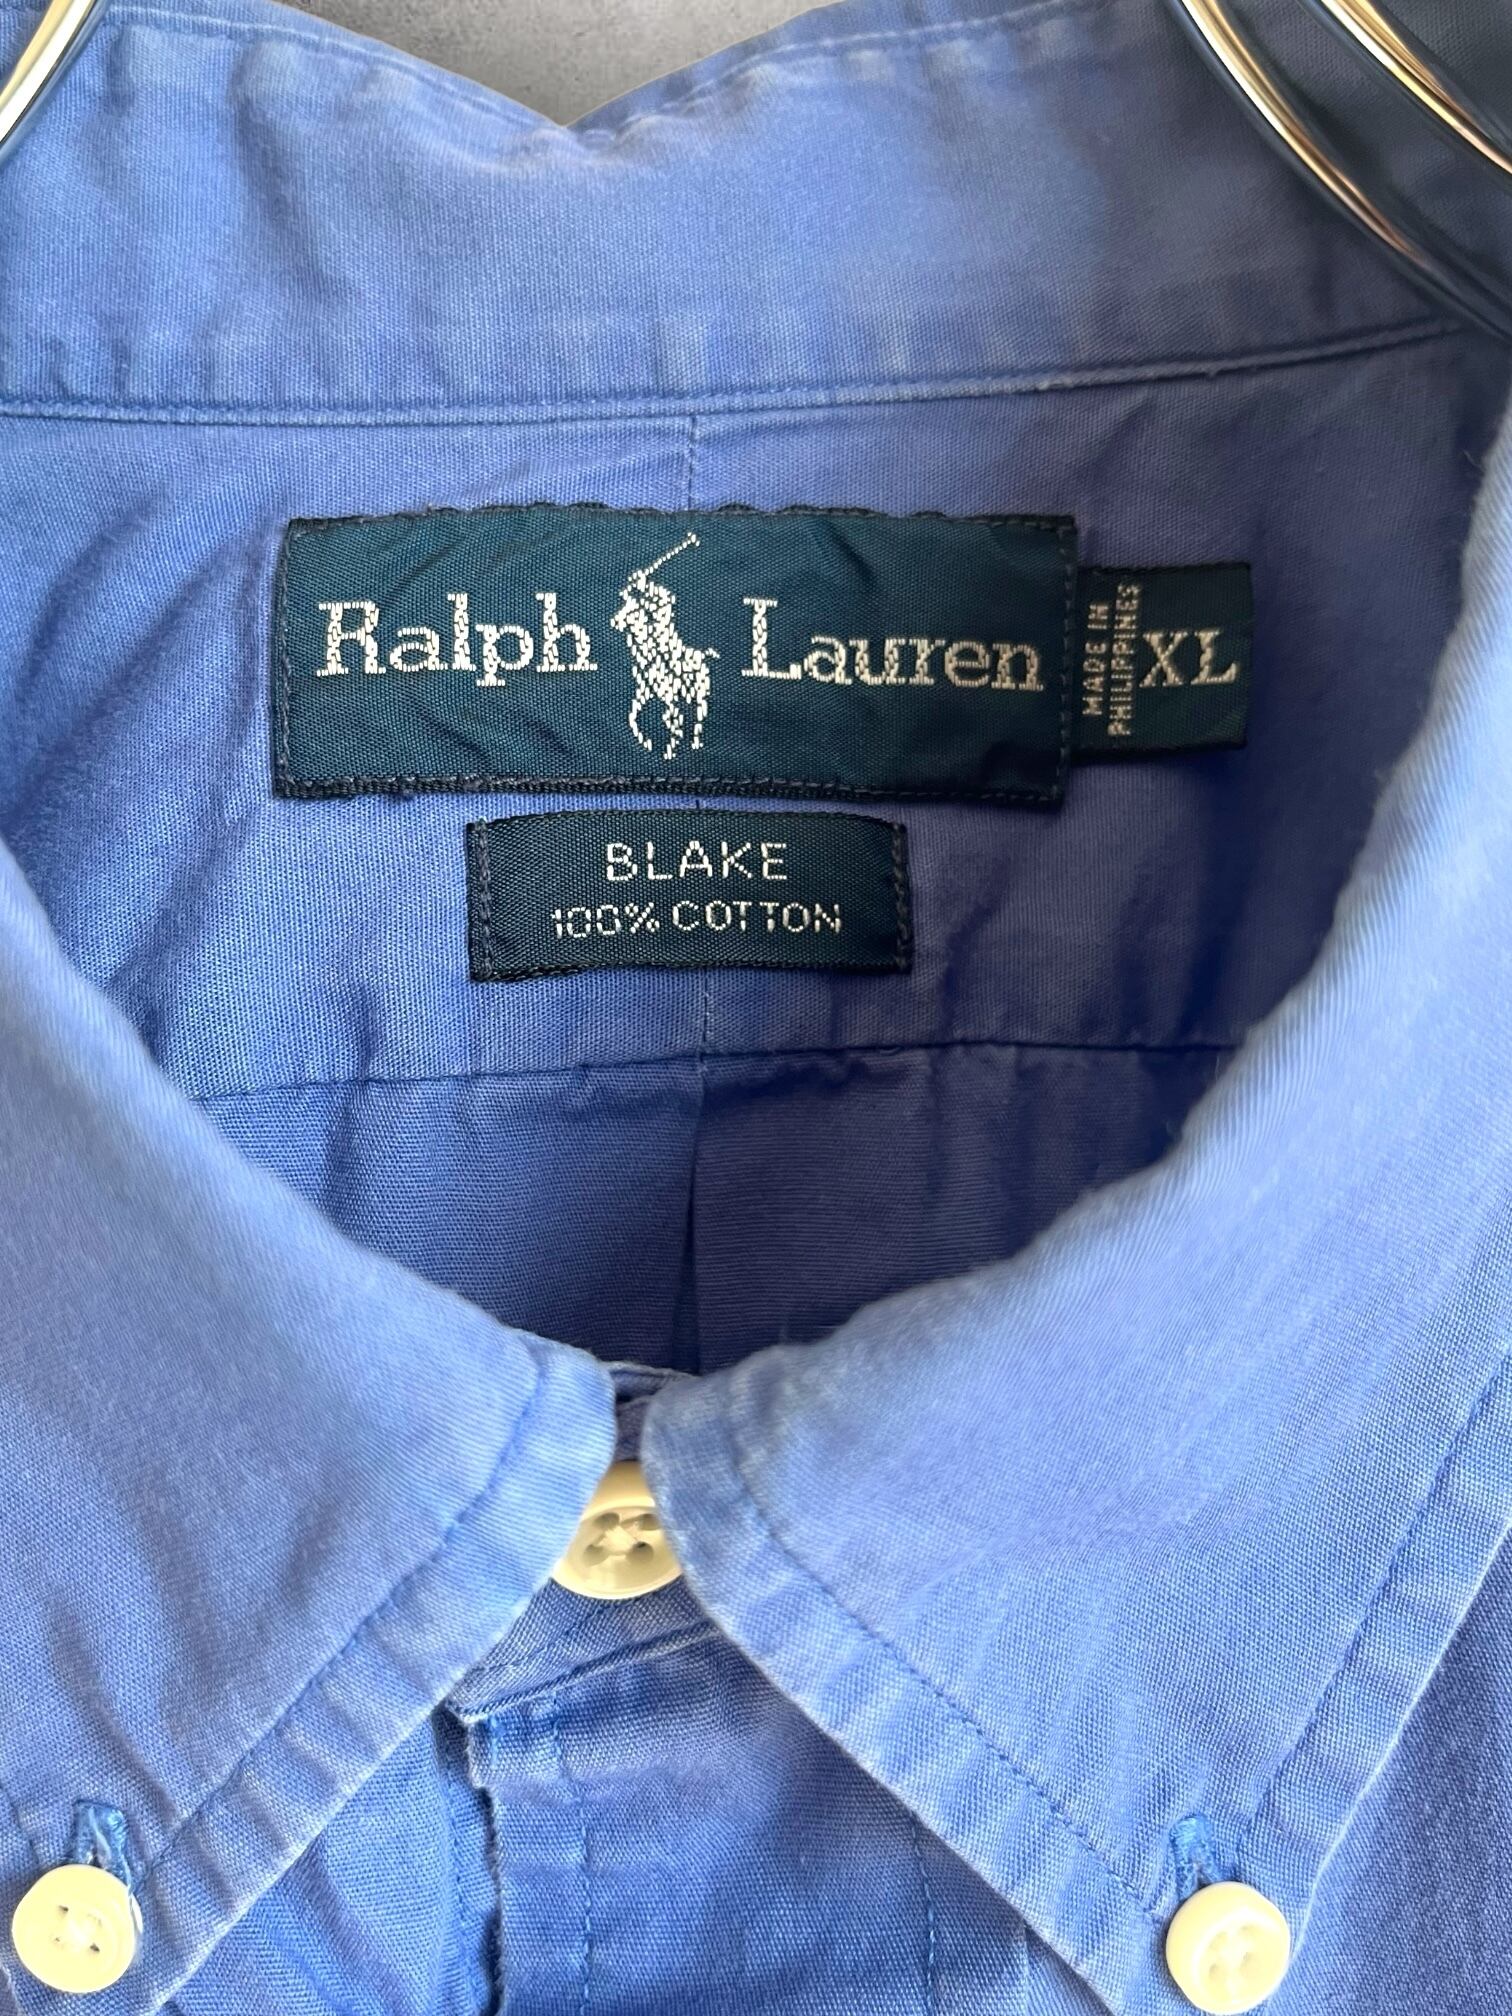 Ralph Lauren
MADE IN
PHILIPPINES
XL
BLAKE
100% COTTON